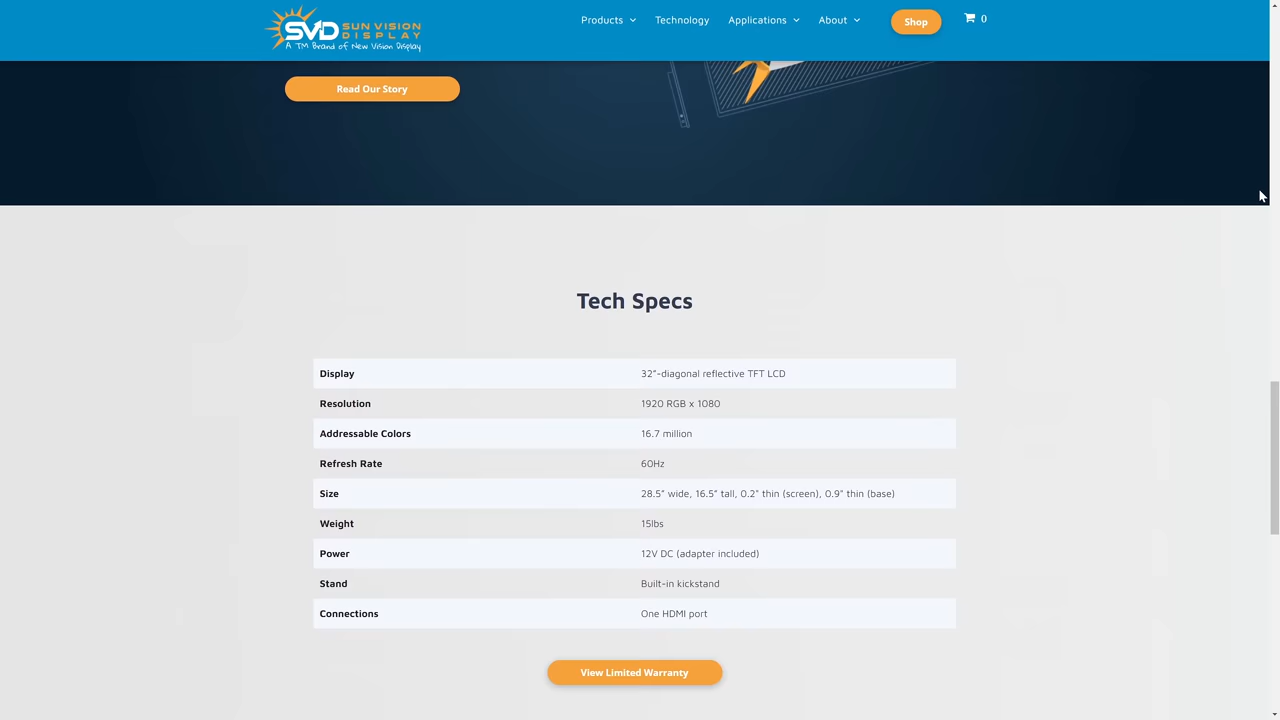 SVD SUN VISION DISPLAY
A TM Brand of New Vision Display
Products Technology Applications About Shop 0
Read Our Story
Tech Specs
Display 32”-diagonal reflective TFT LCD
Resolution 1920 RGB x 1080
Addressable Colors 16.7 million
Refresh Rate 60Hz
Size 28.5” wide, 16.5” tall, 0.2” thin (screen), 0.9” thin (base)
Weight 15lbs
Power 12V DC (adapter included)
Stand Built-in kickstand
Connections One HDMI port
View Limited Warranty